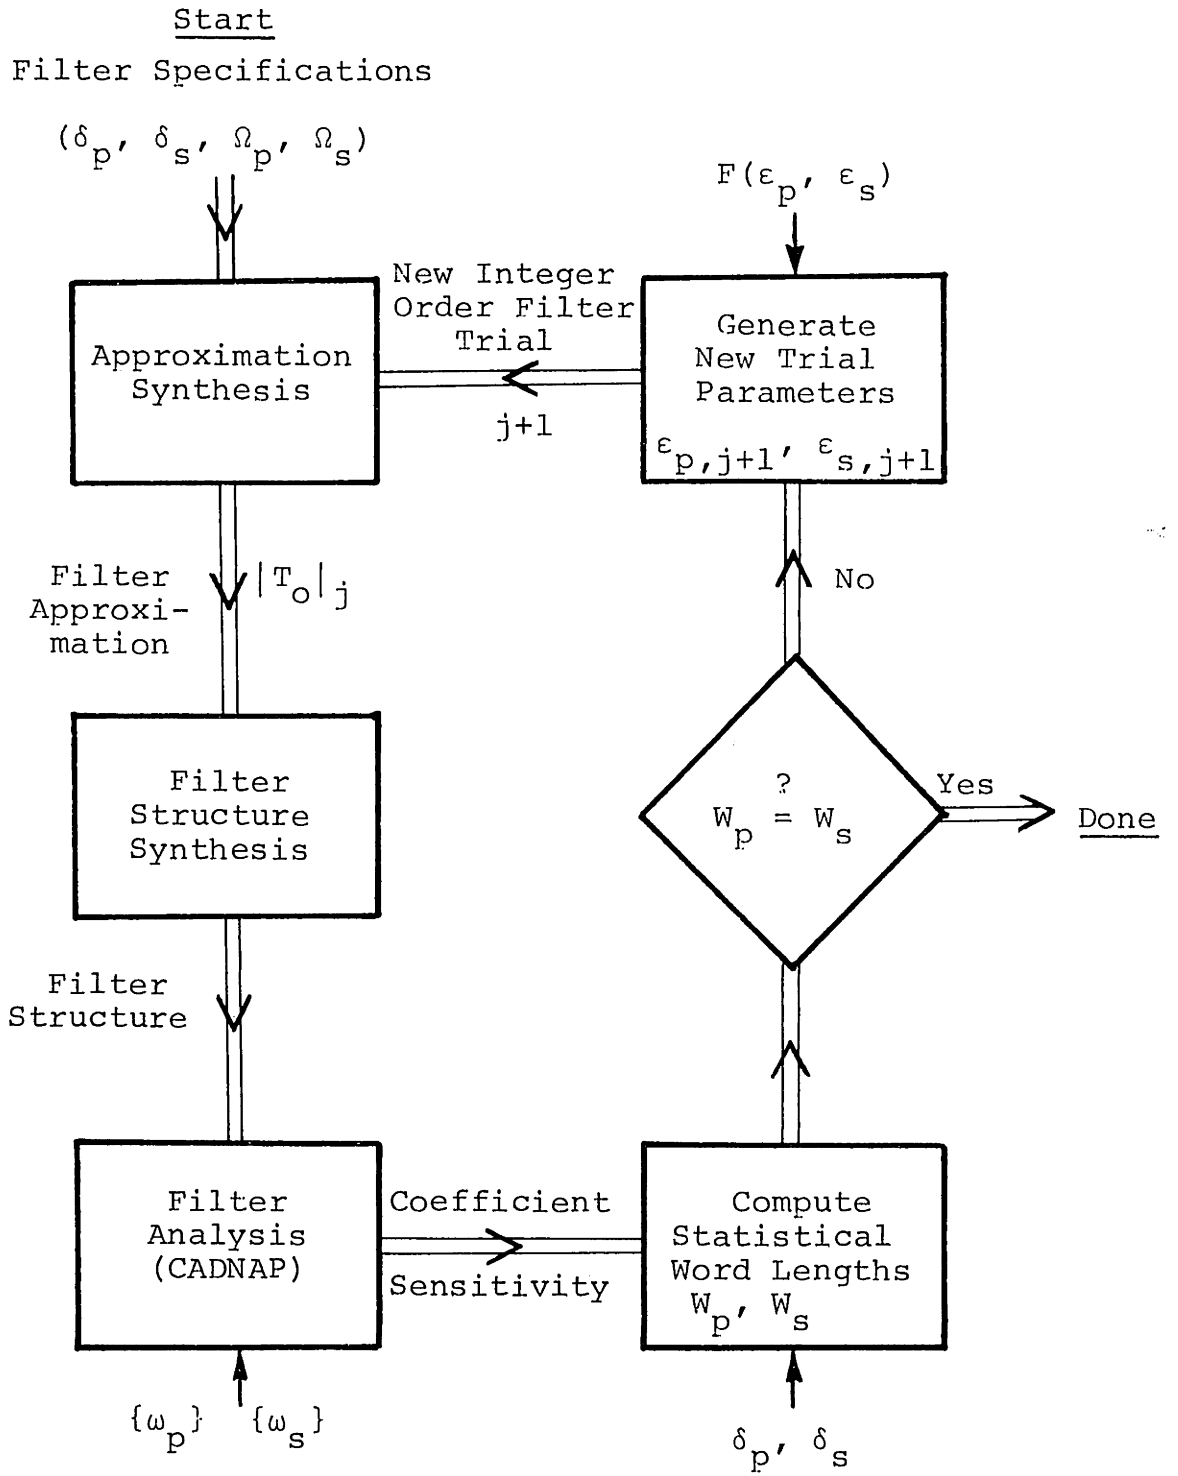 Start
Filter Specifications
(δp, δs, Ωp, Ωs)
F(εp, εs)
New Integer
Order Filter
Trial
j+1
Approximation
Synthesis
Generate
New Trial
Parameters
εp,j+1, εs,j+1
Filter
Approxi-
mation
|To|j
No
Filter
Structure
Synthesis
?
Wp = Ws
Yes
Done
Filter
Structure
Filter
Analysis
(CADNAP)
Coefficient
Sensitivity
Compute
Statistical
Word Lengths
Wp, Ws
{ωp} {ωs}
δp, δs